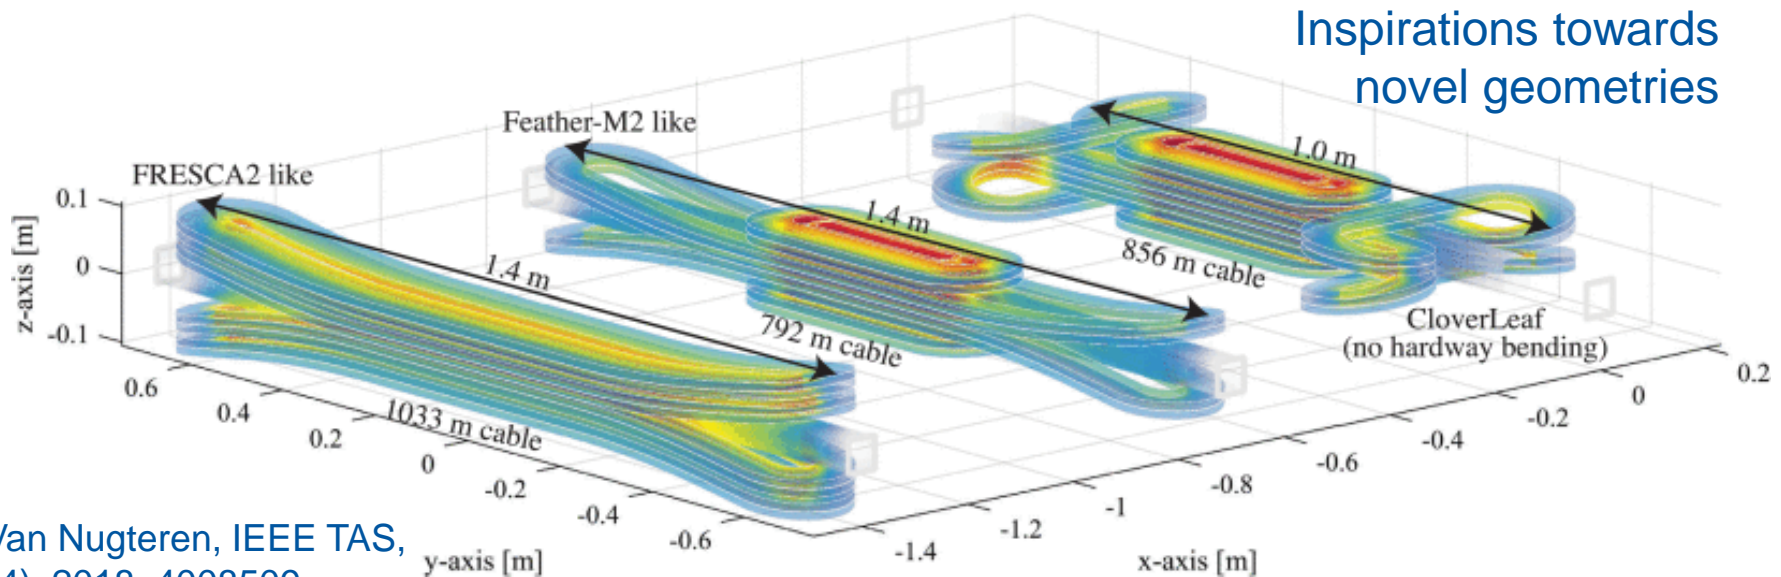 Inspirations towards
novel geometries
FRESCA2 like
Feather-M2 like
1.4 m
1.4 m
1.0 m
1033 m cable
792 m cable
856 m cable
CloverLeaf
(no hardway bending)
z-axis [m]
0.1
0
-0.1
0.6
0.4
0.2
0
-0.2
-0.4
-0.6
y-axis [m]
-1.4
-1.2
-1
-0.8
-0.6
-0.4
-0.2
0
0.2
x-axis [m]
Van Nugteren, IEEE TAS,
2018, 4008509